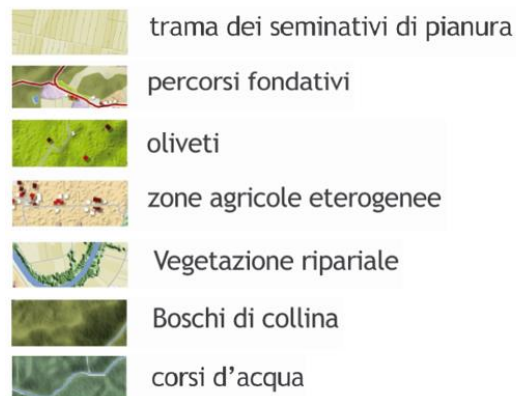 trama dei seminativi di pianura
percorsi fondativi
oliveti
zone agricole eterogenee
Vegetazione ripariale
Boschi di collina
corsi d'acqua